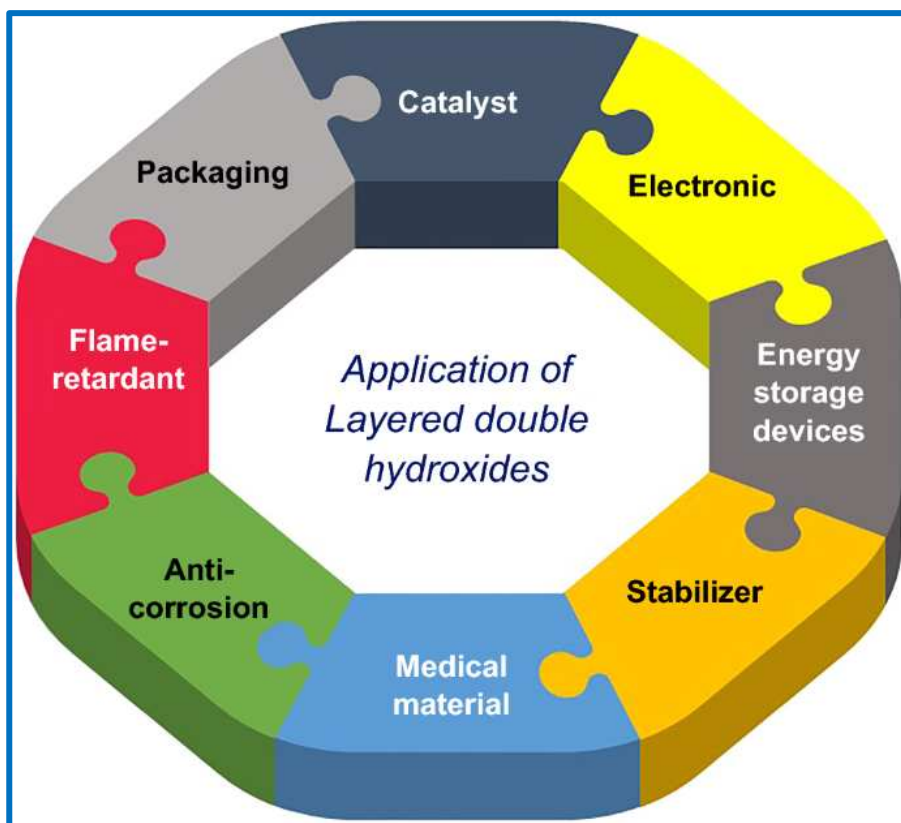 Catalyst
Packaging
Electronic
Flame-
retardant
Application of
Layered double
hydroxides
Energy
storage
devices
Anti-
corrosion
Stabilizer
Medical
material